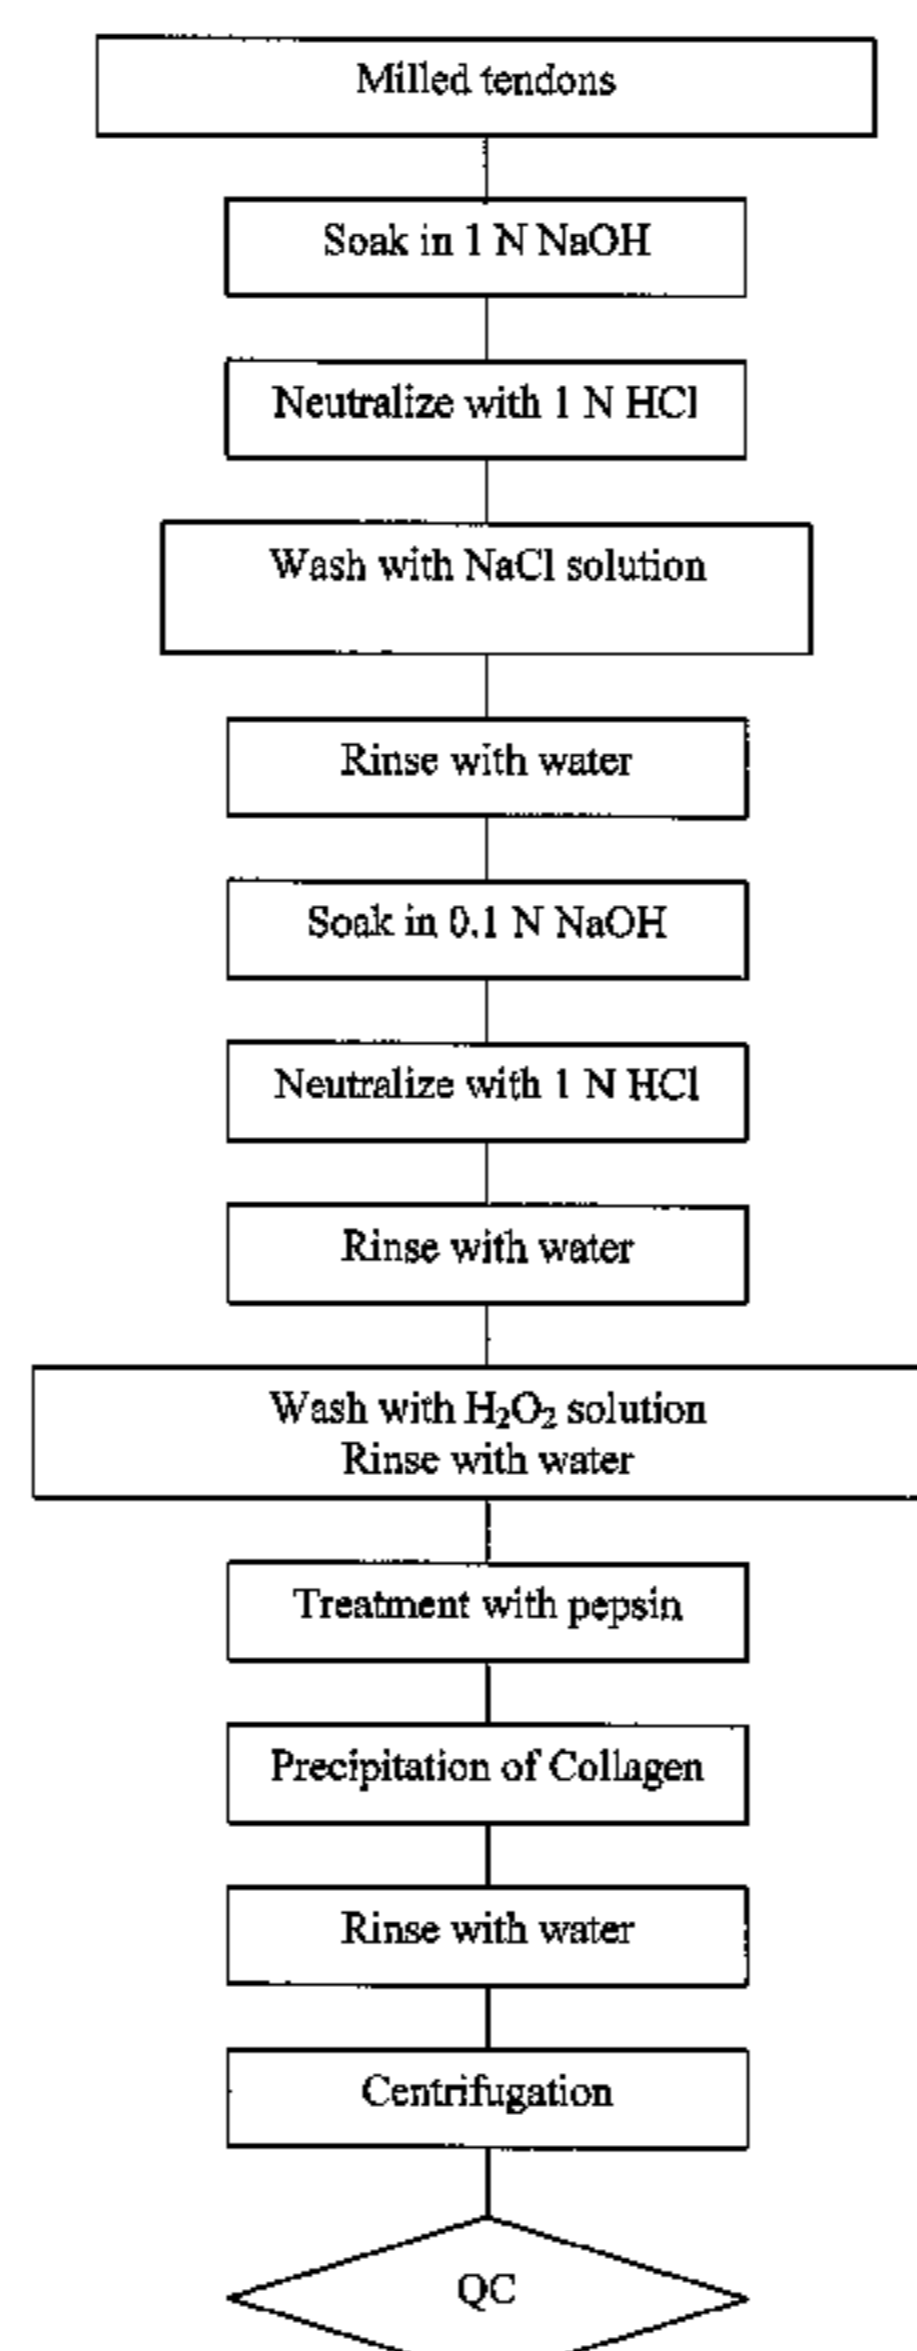 Milled tendons
Soak in 1 N NaOH
Neutralize with 1 N HCl
Wash with NaCl solution
Rinse with water
Soak in 0.1 N NaOH
Neutralize with 1 N HCl
Rinse with water
Wash with H₂O₂ solution
Rinse with water
Treatment with pepsin
Precipitation of Collagen
Rinse with water
Centrifugation
QC